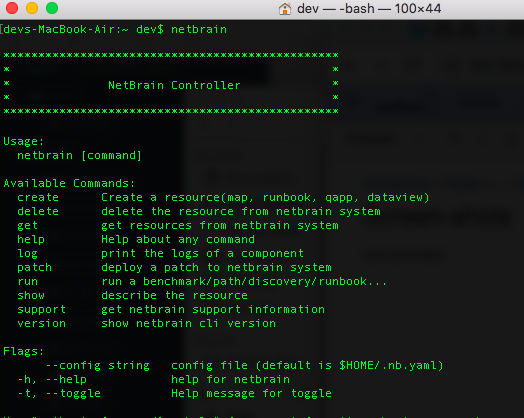 dev — -bash — 100×44
[devs-MacBook-Air:~ dev$ netbrain
*********************************************
*                                           *
*             NetBrain Controller           *
*                                           *
*********************************************
Usage:
  netbrain [command]
Available Commands:
  create      Create a resource(map, runbook, qapp, dataview)
  delete      delete the resource from netbrain system
  get         get resources from netbrain system
  help        Help about any command
  log         print the logs of a component
  patch       deploy a patch to netbrain system
  run         run a benchmark/path/discovery/runbook...
  show        describe the resource
  support     get netbrain support information
  version     show netbrain cli version
Flags:
      --config string   config file (default is $HOME/.nb.yaml)
  -h, --help            help for netbrain
  -t, --toggle          Help message for toggle